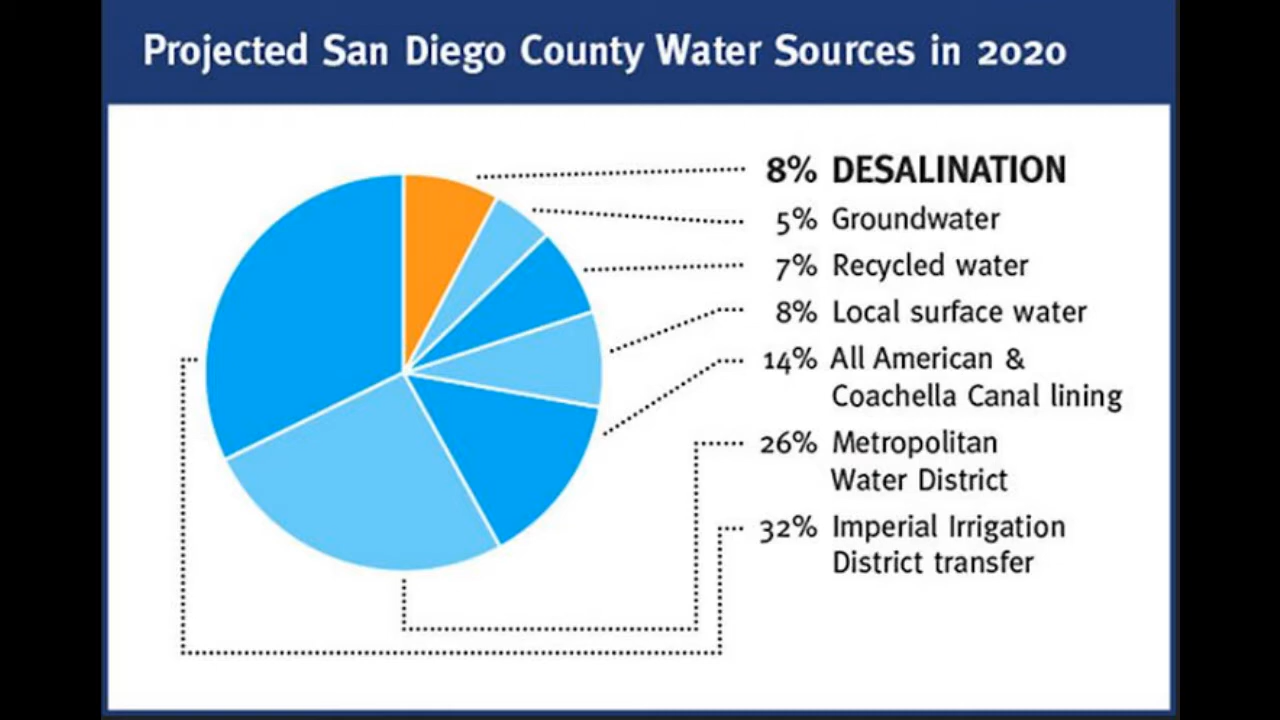 Projected San Diego County Water Sources in 2020
8% DESALINATION
5% Groundwater
7% Recycled water
8% Local surface water
14% All American &
Coachella Canal lining
26% Metropolitan
Water District
32% Imperial Irrigation
District transfer